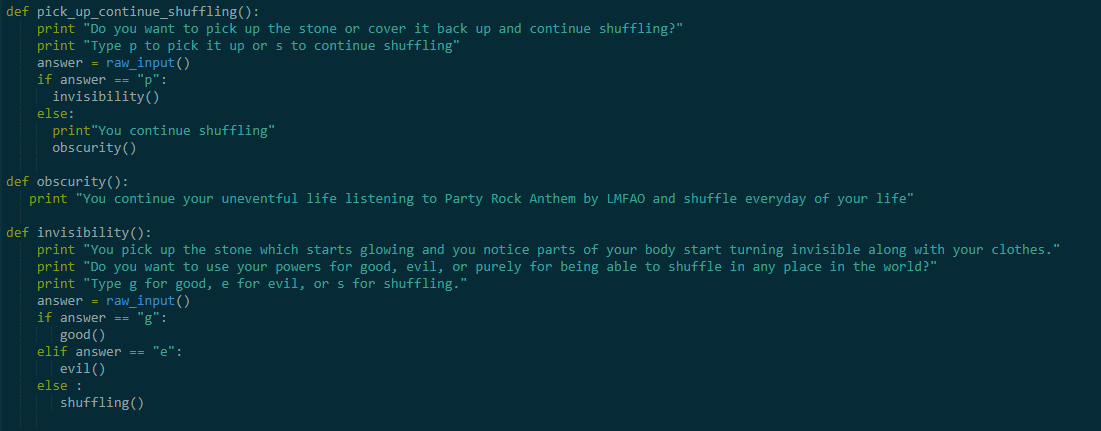 def pick_up_continue_shuffling():
    print "Do you want to pick up the stone or cover it back up and continue shuffling?"
    print "Type p to pick it up or s to continue shuffling"
    answer = raw_input()
    if answer == "p":
      invisibility()
    else:
      print"You continue shuffling"
      obscurity()
def obscurity():
   print "You continue your uneventful life listening to Party Rock Anthem by LMFAO and shuffle everyday of your life"
def invisibility():
    print "You pick up the stone which starts glowing and you notice parts of your body start turning invisible along with your clothes."
    print "Do you want to use your powers for good, evil, or purely for being able to shuffle in any place in the world?"
    print "Type g for good, e for evil, or s for shuffling."
    answer = raw_input()
    if answer == "g":
       good()
    elif answer == "e":
       evil()
    else :
       shuffling()